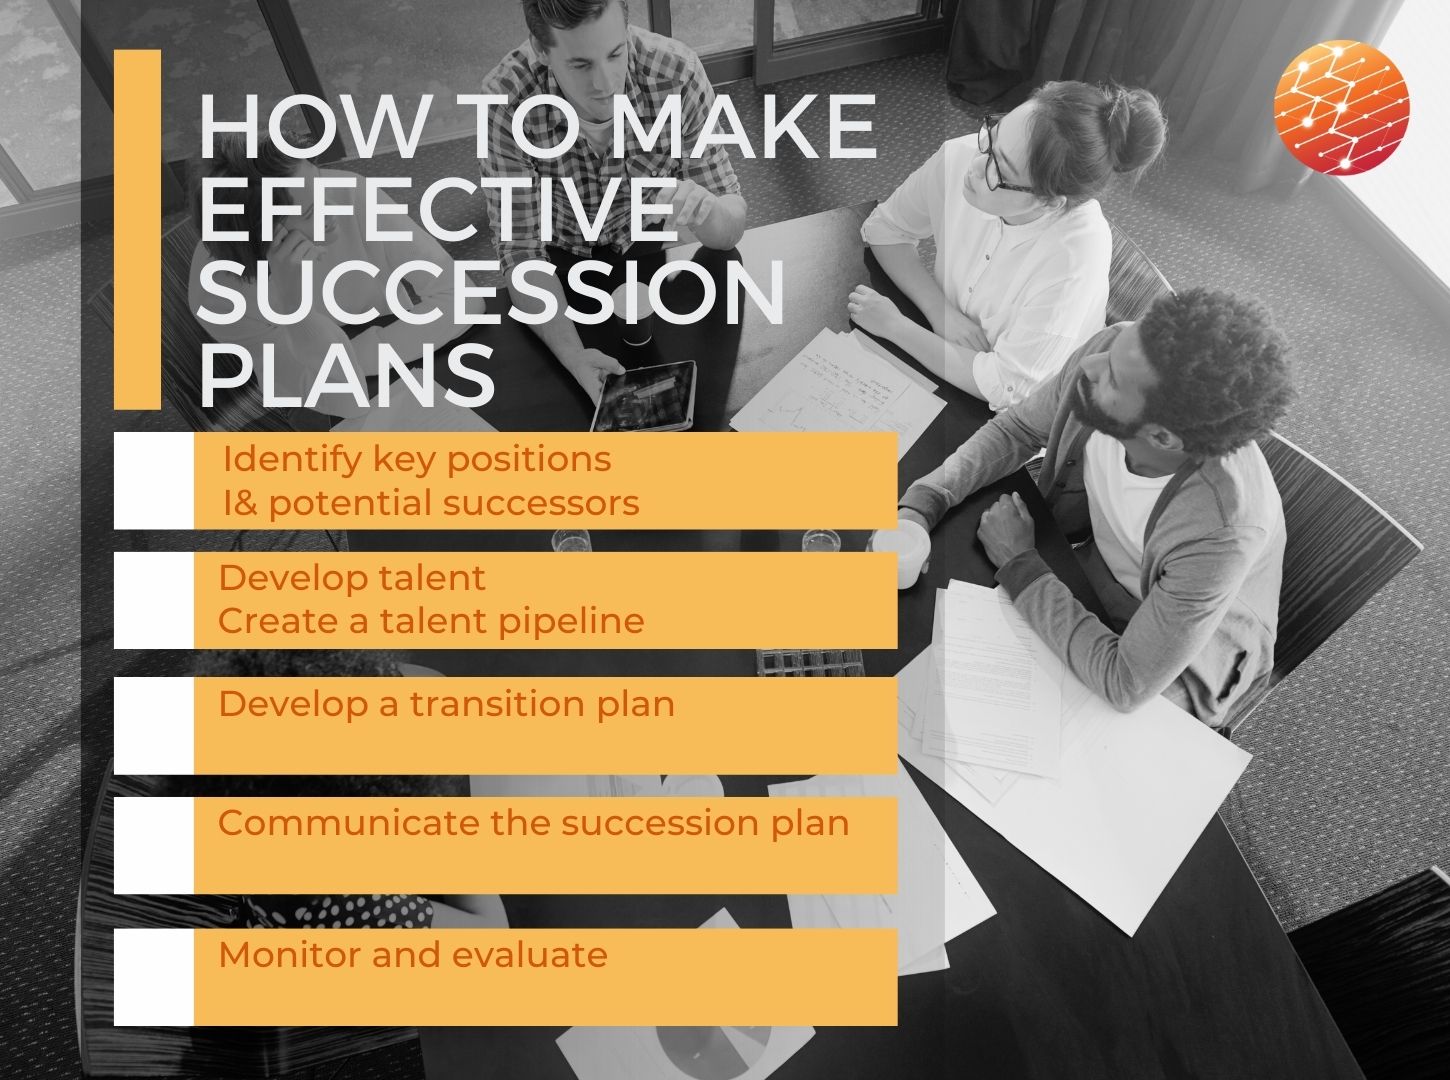 HOW TO MAKE
EFFECTIVE
SUCCESSION
PLANS
Identify key positions
I& potential successors
Develop talent
Create a talent pipeline
Develop a transition plan
Communicate the succession plan
Monitor and evaluate